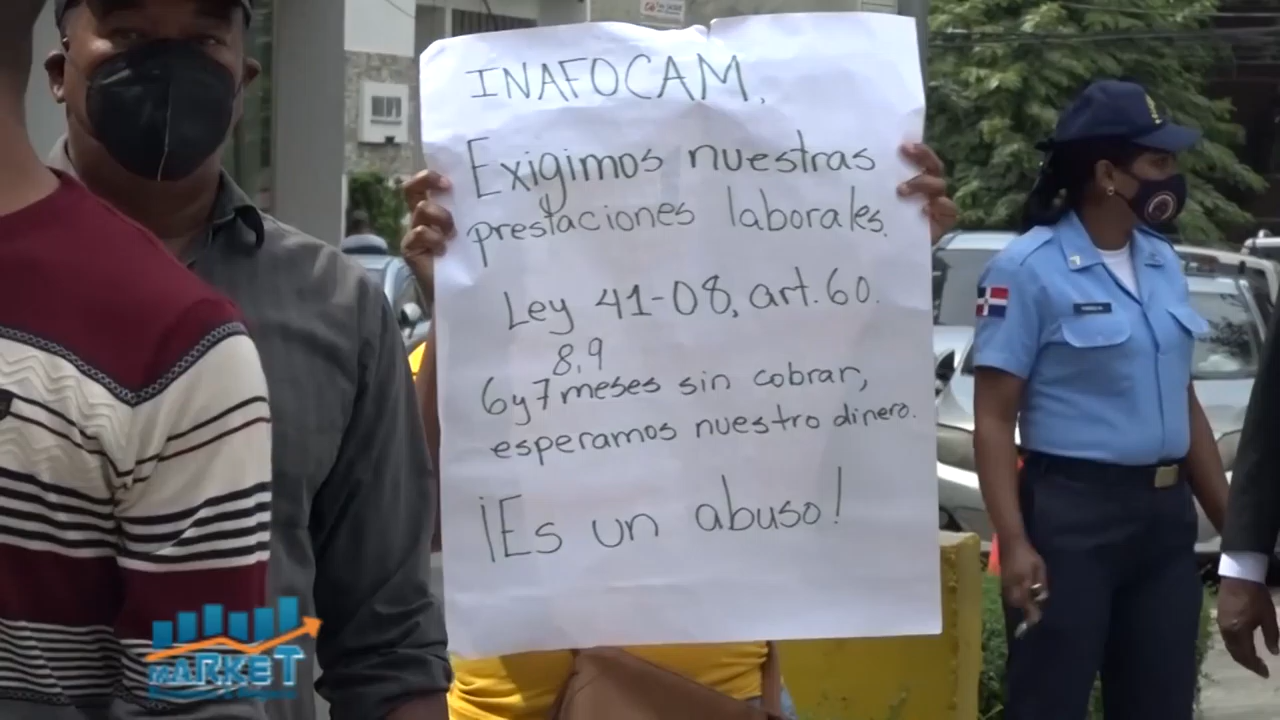 INAFOCAM,
Exigimos nuestras
prestaciones laborales.
Ley 41-08, art. 60.
8,9
6y7 meses sin cobrar,
esperamos nuestro dinero.
¡Es un abuso!
MARKET